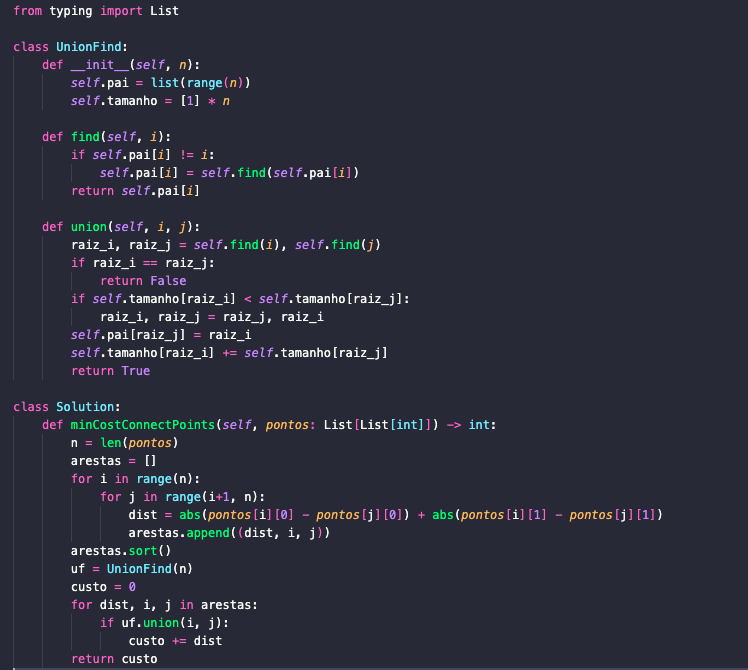 from typing import List
class UnionFind:
    def __init__(self, n):
        self.pai = list(range(n))
        self.tamanho = [1] * n
    def find(self, i):
        if self.pai[i] != i:
            self.pai[i] = self.find(self.pai[i])
        return self.pai[i]
    def union(self, i, j):
        raiz_i, raiz_j = self.find(i), self.find(j)
        if raiz_i == raiz_j:
            return False
        if self.tamanho[raiz_i] < self.tamanho[raiz_j]:
            raiz_i, raiz_j = raiz_j, raiz_i
        self.pai[raiz_j] = raiz_i
        self.tamanho[raiz_i] += self.tamanho[raiz_j]
        return True
class Solution:
    def minCostConnectPoints(self, pontos: List[List[int]]) -> int:
        n = len(pontos)
        arestas = []
        for i in range(n):
            for j in range(i+1, n):
                dist = abs(pontos[i][0] - pontos[j][0]) + abs(pontos[i][1] - pontos[j][1])
                arestas.append((dist, i, j))
        arestas.sort()
        uf = UnionFind(n)
        custo = 0
        for dist, i, j in arestas:
            if uf.union(i, j):
                custo += dist
        return custo